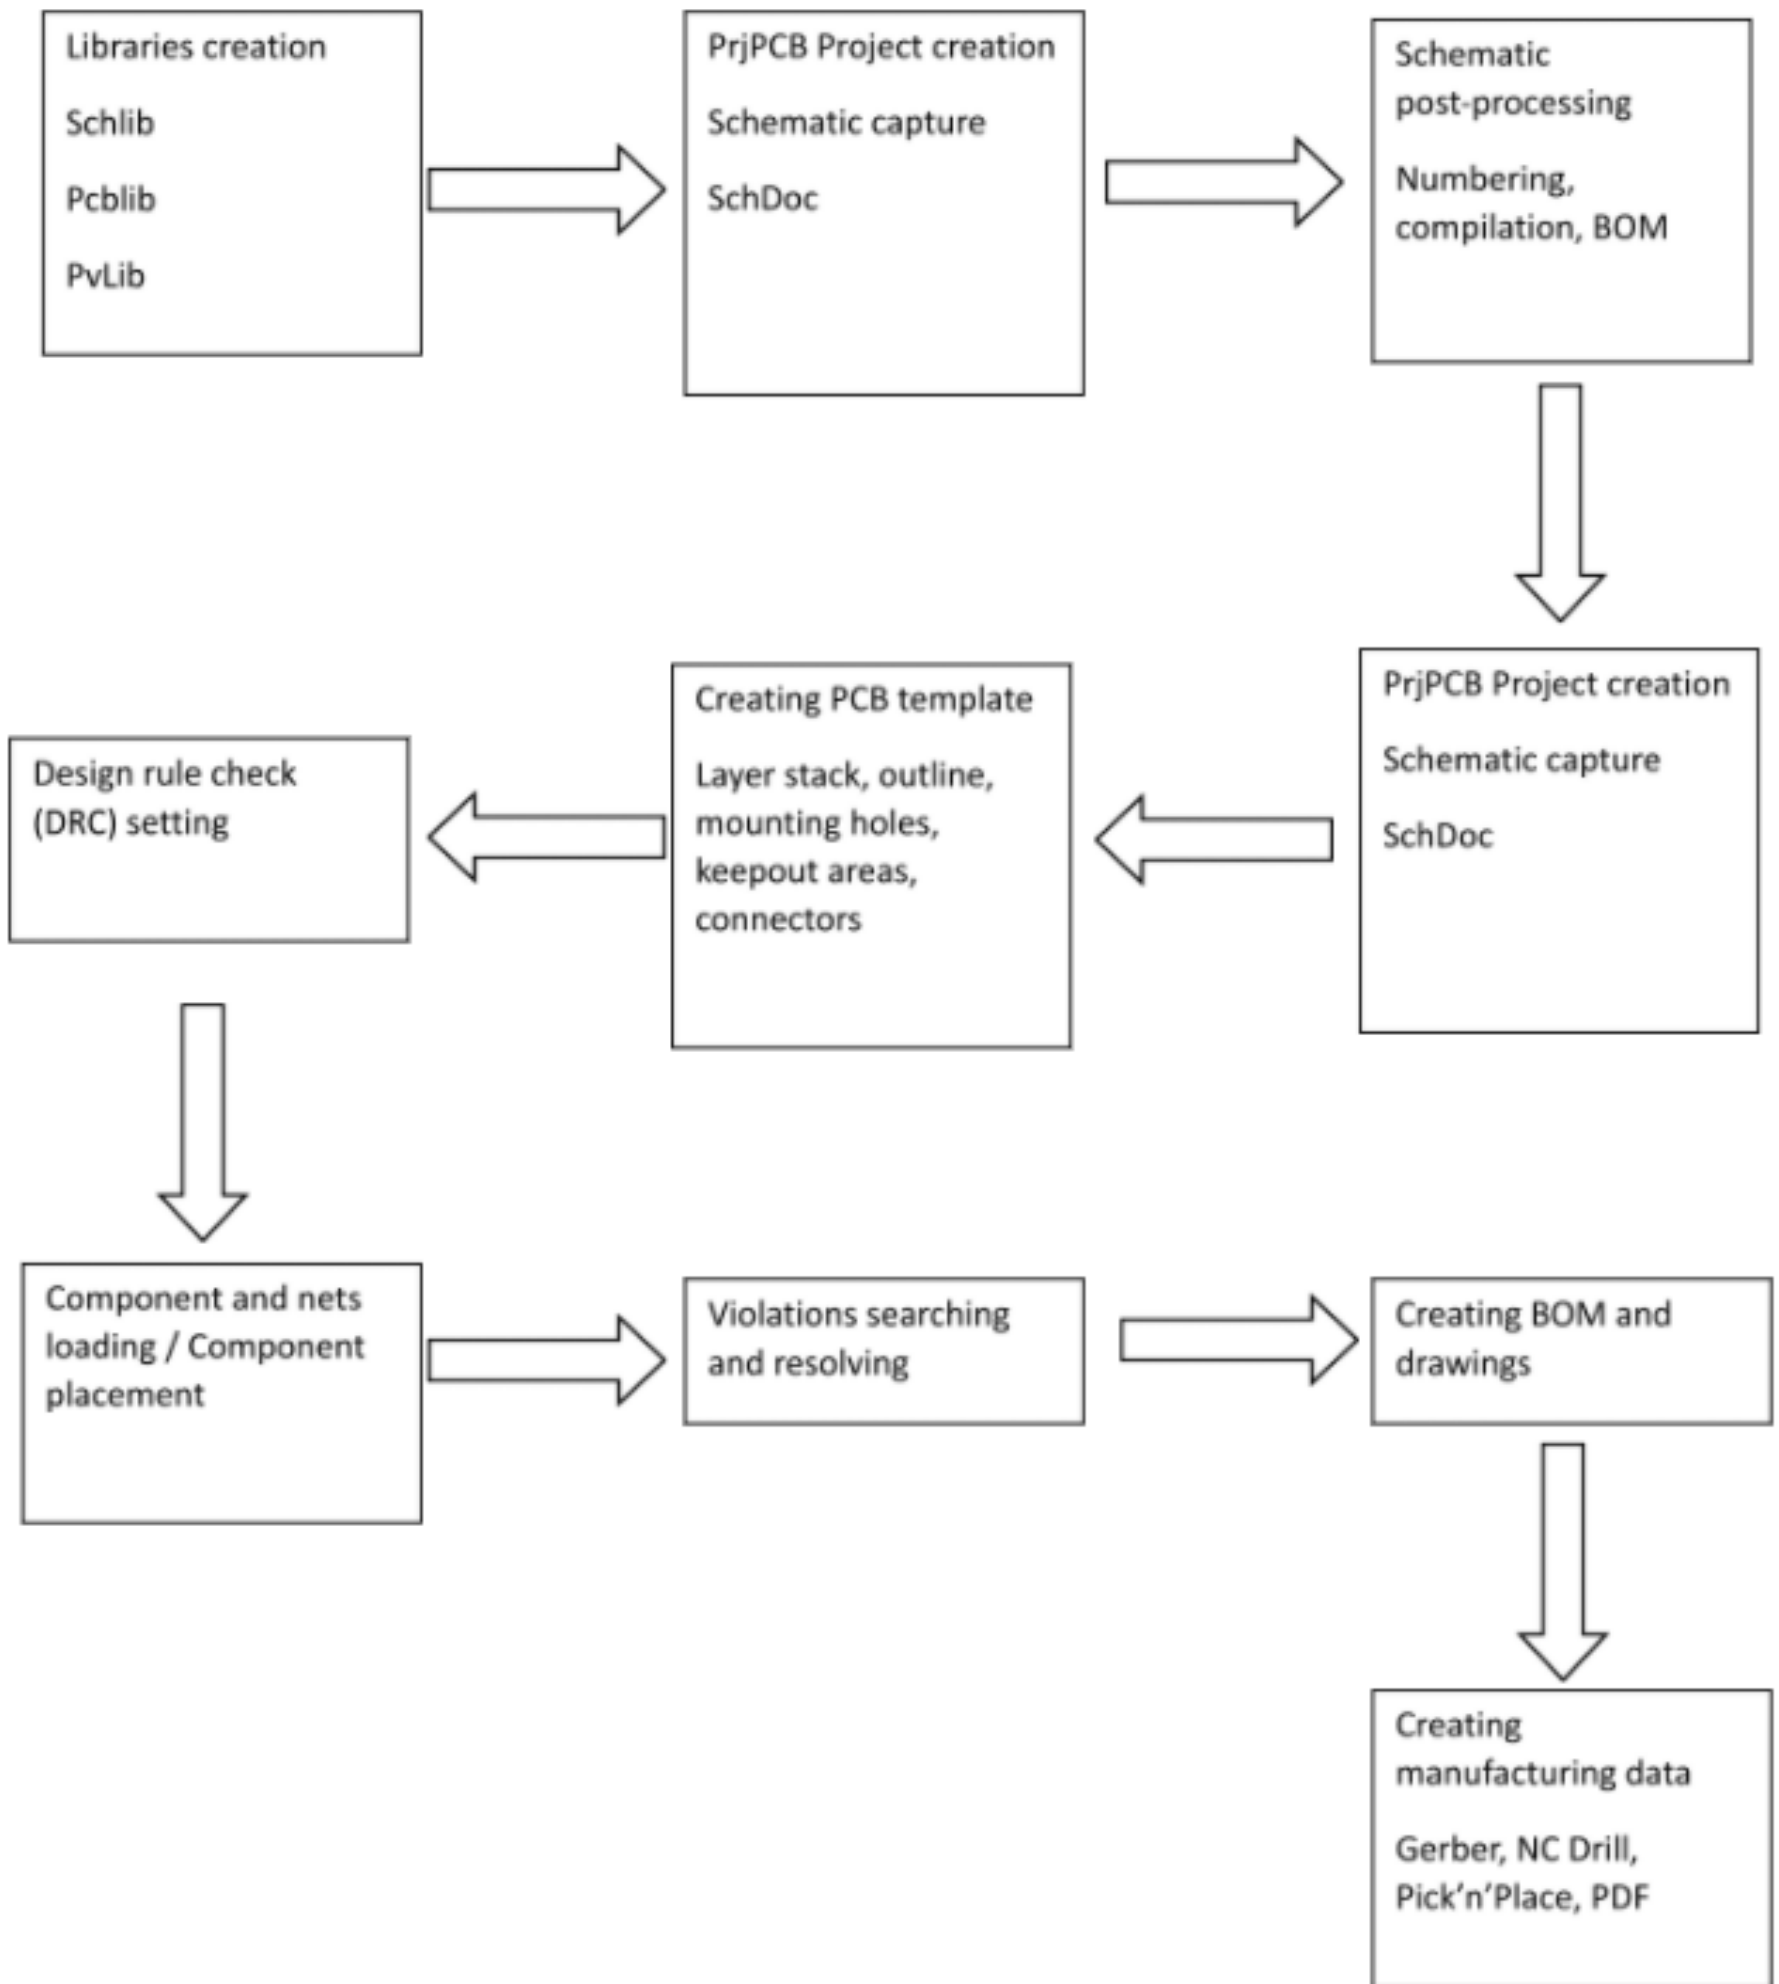 Libraries creation
Schlib
Pcblib
PvLib
PrjPCB Project creation
Schematic capture
SchDoc
Schematic
post-processing
Numbering,
compilation, BOM
PrjPCB Project creation
Schematic capture
SchDoc
Creating PCB template
Layer stack, outline,
mounting holes,
keepout areas,
connectors
Design rule check
(DRC) setting
Component and nets
loading / Component
placement
Violations searching
and resolving
Creating BOM and
drawings
Creating
manufacturing data
Gerber, NC Drill,
Pick’n’Place, PDF